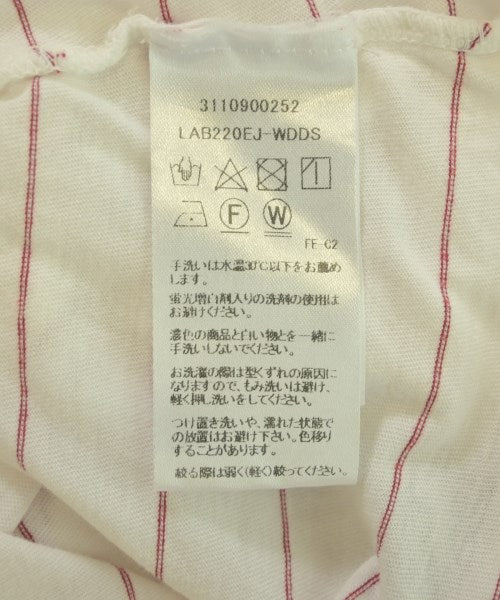 3110900252
LAB220EJ-WDDS
F W
FF-C2
手洗いは水温30℃以下をお薦め
します。
蛍光増白剤入りの洗剤の使用は
お避けください。
濃色の商品と白い物とを一緒に
手洗いしないでください。
お洗濯の際は型くずれの原因に
なりますので、もみ洗いは避け、
軽く押し洗いをしてください。
つけ置き洗いや、濡れた状態で
の放置はお避け下さい。色移り
することがあります。
絞る際は弱く(軽く)絞ってください。